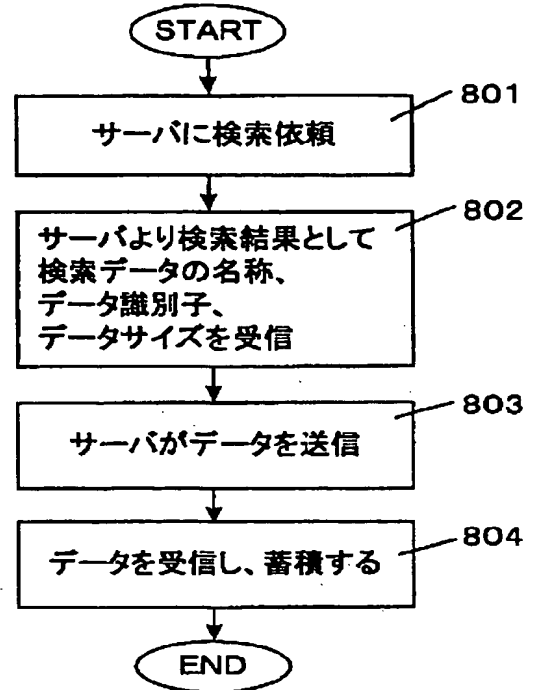 START
801
サーバに検索依頼
802
サーバより検索結果として
検索データの名称、
データ識別子、
データサイズを受信
803
サーバがデータを送信
804
データを受信し、蓄積する
END